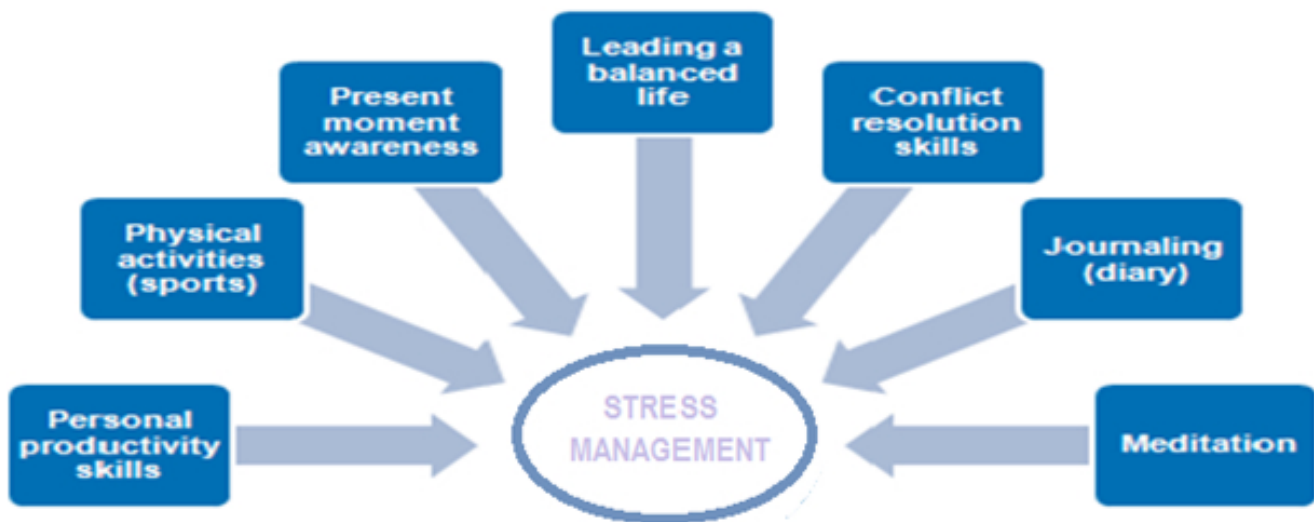 Leading a
balanced
life
Present
moment
awareness
Conflict
resolution
skills
Physical
activities
(sports)
Journaling
(diary)
Personal
productivity
skills
STRESS
MANAGEMENT
Meditation